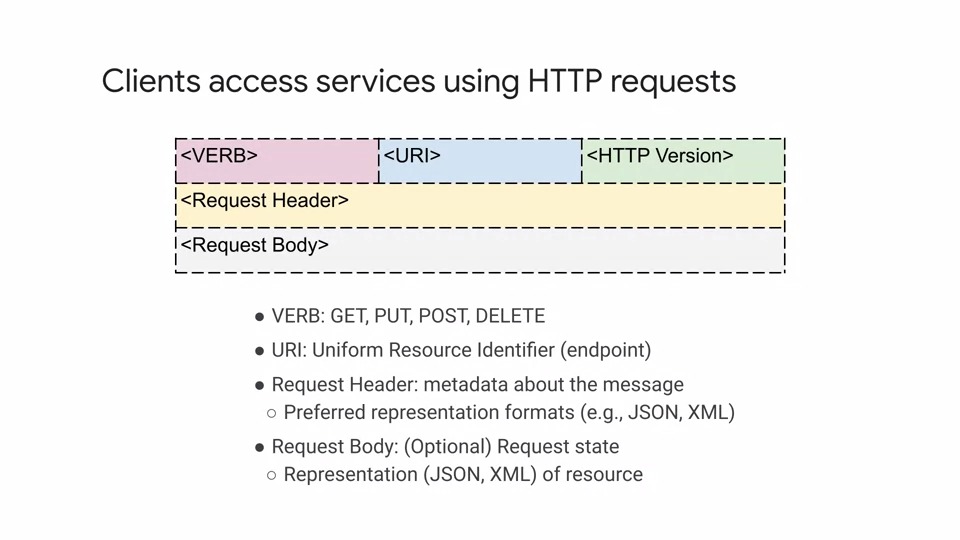 Clients access services using HTTP requests
<VERB> <URI> <HTTP Version>
<Request Header>
<Request Body>
● VERB: GET, PUT, POST, DELETE
● URI: Uniform Resource Identifier (endpoint)
● Request Header: metadata about the message
○ Preferred representation formats (e.g., JSON, XML)
● Request Body: (Optional) Request state
○ Representation (JSON, XML) of resource